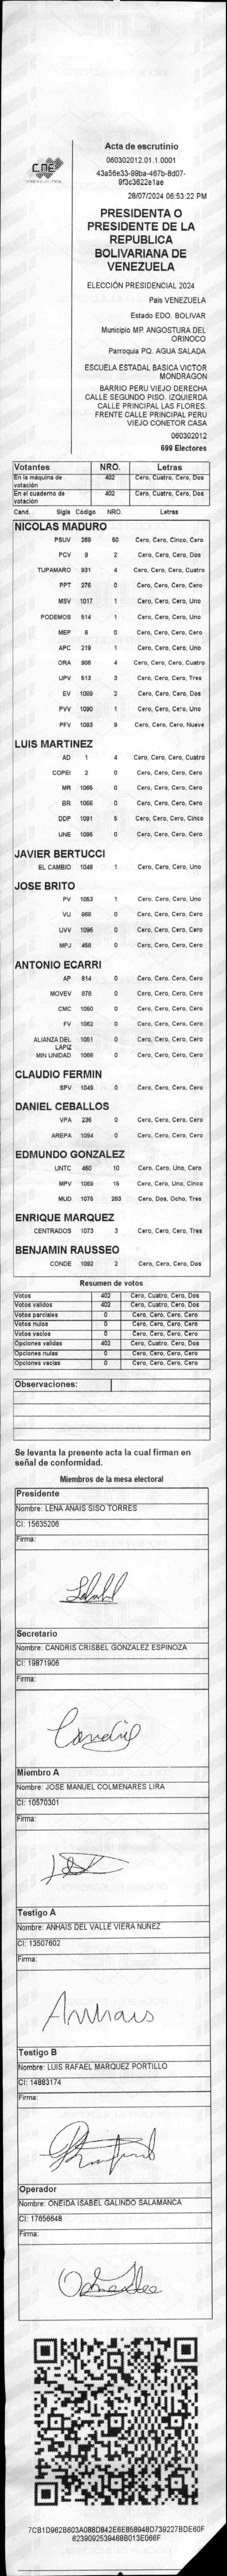 CNE
Acta de escrutinio
060302012.01.1.0001
43a56e33-99ba-467b-8d07-
9f3c3622e1ae
28/07/2024 06:53:22 PM
PRESIDENTA O
PRESIDENTE DE LA
REPUBLICA
BOLIVARIANA DE
VENEZUELA
ELECCIÓN PRESIDENCIAL 2024
Pais VENEZUELA
Estado EDO. BOLIVAR
Municipio MP. ANGOSTURA DEL
ORINOCO
Parroquia PQ. AGUA SALADA
ESCUELA ESTADAL BASICA VICTOR
MONDRAGON
BARRIO PERU VIEJO DERECHA
CALLE SEGUNDO PISO. IZQUIERDA
CALLE PRINCIPAL LAS FLORES.
FRENTE CALLE PRINCIPAL PERU
VIEJO CONETOR CASA
060302012
699 Electores
Votantes NRO. Letras
En la máquina de votación 402 Cero, Cuatro, Cero, Dos
En el cuaderno de votación 402 Cero, Cuatro, Cero, Dos
Cand. Sigla Código NRO. Letras
NICOLAS MADURO
PSUV 269 60
PCV 9 2 Cero, Cero, Cero, Dos
TUPAMARO 931 4 Cero, Cero, Cero, Cuatro
PPT 276 0 Cero, Cero, Cero, Cero
MSV 1017 1 Cero, Cero, Cero, Uno
PODEMOS 514 1 Cero, Cero, Cero, Uno
MEP 6 0 Cero, Cero, Cero, Cero
APC 219 1 Cero, Cero, Cero, Uno
ORA 906 4 Cero, Cero, Cero, Cuatro
UPV 513 3 Cero, Cero, Cero, Tres
EV 1089 2 Cero, Cero, Cero, Dos
PVV 1090 1 Cero, Cero, Cero, Uno
PFV 1093 9 Cero, Cero, Cero, Nueve
LUIS MARTINEZ
AD 1 4 Cero, Cero, Cero, Cuatro
COPEI 2 0 Cero, Cero, Cero, Cero
MR 1065 0 Cero, Cero, Cero, Cero
BR 1066 0 Cero, Cero, Cero, Cero
DDP 1091 5 Cero, Cero, Cero, Cinco
UNE 1095 0 Cero, Cero, Cero, Cero
JAVIER BERTUCCI
EL CAMBIO 1048 1 Cero, Cero, Cero, Uno
JOSE BRITO
PV 1053 1 Cero, Cero, Cero, Uno
VU 868 0 Cero, Cero, Cero, Cero
UVV 1096 0 Cero, Cero, Cero, Cero
MPJ 458 0 Cero, Cero, Cero, Cero
ANTONIO ECARRI
AP 614 0 Cero, Cero, Cero, Cero
MOVEV 878 0 Cero, Cero, Cero, Cero
CMC 1050 0 Cero, Cero, Cero, Cero
FV 1062 0 Cero, Cero, Cero, Cero
ALIANZA DEL LAPIZ 1051 0 Cero, Cero, Cero, Cero
MIN UNIDAD 1068 0 Cero, Cero, Cero, Cero
CLAUDIO FERMIN
SPV 1049 0 Cero, Cero, Cero, Cero
DANIEL CEBALLOS
VPA 236 0 Cero, Cero, Cero, Cero
AREPA 1094 0 Cero, Cero, Cero, Cero
EDMUNDO GONZALEZ
UNTC 460 10 Cero, Cero, Uno, Cero
MPV 1069 15 Cero, Cero, Uno, Cinco
MUD 1076 283 Cero, Dos, Ocho, Tres
ENRIQUE MARQUEZ
CENTRADOS 1073 3 Cero, Cero, Cero, Tres
BENJAMIN RAUSSEO
CONDE 1092 2 Cero, Cero, Cero, Dos
Resumen de votos
Votos 402 Cero, Cuatro, Cero, Dos
Votos validos 402 Cero, Cuatro, Cero, Dos
Votos parciales 0 Cero, Cero, Cero, Cero
Votos nulos 0 Cero, Cero, Cero, Cero
Votos vacíos 0 Cero, Cero, Cero, Cero
Opciones validas 402 Cero, Cuatro, Cero, Dos
Opciones nulas 0 Cero, Cero, Cero, Cero
Opciones vacías 0 Cero, Cero, Cero, Cero
Observaciones:
Se levanta la presente acta la cual firman en
señal de conformidad.
Miembros de la mesa electoral
Presidente
Nombre: LENA ANAIS SISO TORRES
CI: 15635206
Firma:
Secretario
Nombre: CANDRIS CRISBEL GONZALEZ ESPINOZA
CI: 19871906
Firma:
Miembro A
Nombre: JOSE MANUEL COLMENARES LIRA
CI: 10570301
Firma:
Testigo A
Nombre: ANHAIS DEL VALLE VIERA NUÑEZ
CI: 13507602
Firma:
Anhais
Testigo B
Nombre: LUIS RAFAEL MARQUEZ PORTILLO
CI: 14883174
Firma:
Operador
Nombre: ONEIDA ISABEL GALINDO SALAMANCA
CI: 17656648
Firma:
7CB1D962B603A088D842E6E858948D739227BDE60F
6239092539468B013E066F